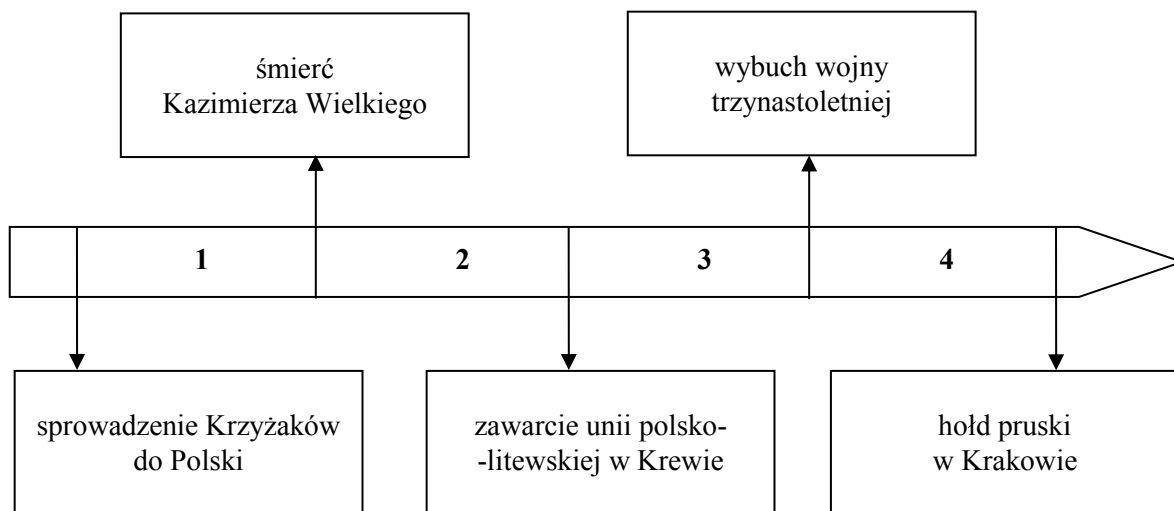 śmierć
Kazimierza Wielkiego
wybuch wojny
trzynastoletniej
1
2
3
4
sprowadzenie Krzyżaków
do Polski
zawarcie unii polsko-
-litewskiej w Krewie
hołd pruski
w Krakowie